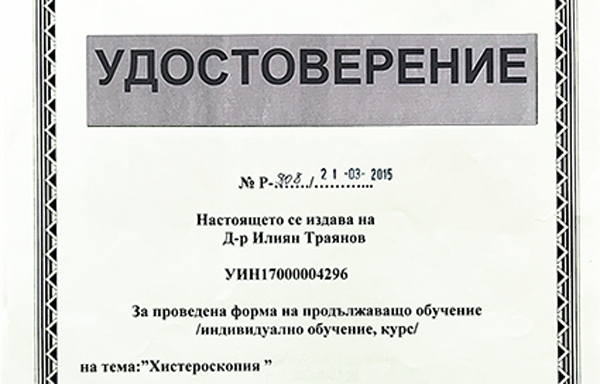 УДОСТОВЕРЕНИЕ
№ Р-808/21-03-2015
Настоящето се издава на
Д-р Илиян Траянов
УИН17000004296
За проведена форма на продължаващо обучение
/индивидуално обучение, курс/
на тема:"Хистероскопия "